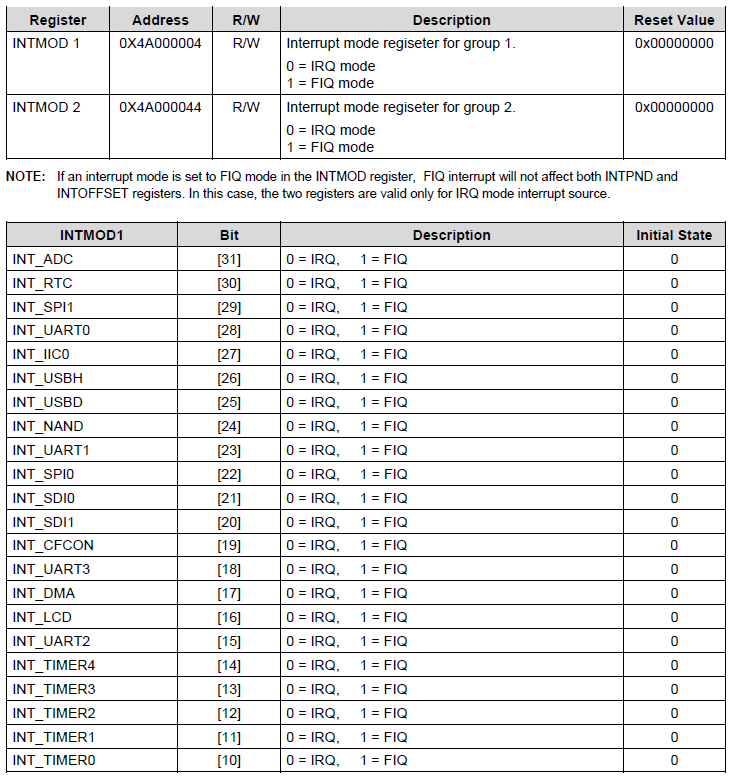 Register Address R/W Description Reset Value
INTMOD 1 0X4A000004 R/W Interrupt mode regiseter for group 1. 0x00000000
0 = IRQ mode
1 = FIQ mode
INTMOD 2 0X4A000044 R/W Interrupt mode regiseter for group 2. 0x00000000
0 = IRQ mode
1 = FIQ mode
NOTE: If an interrupt mode is set to FIQ mode in the INTMOD register, FIQ interrupt will not affect both INTPND and
INTOFFSET registers. In this case, the two registers are valid only for IRQ mode interrupt source.
INTMOD1 Bit Description Initial State
INT_ADC [31] 0 = IRQ, 1 = FIQ 0
INT_RTC [30] 0 = IRQ, 1 = FIQ 0
INT_SPI1 [29] 0 = IRQ, 1 = FIQ 0
INT_UART0 [28] 0 = IRQ, 1 = FIQ 0
INT_IIC0 [27] 0 = IRQ, 1 = FIQ 0
INT_USBH [26] 0 = IRQ, 1 = FIQ 0
INT_USBD [25] 0 = IRQ, 1 = FIQ 0
INT_NAND [24] 0 = IRQ, 1 = FIQ 0
INT_UART1 [23] 0 = IRQ, 1 = FIQ 0
INT_SPI0 [22] 0 = IRQ, 1 = FIQ 0
INT_SDI0 [21] 0 = IRQ, 1 = FIQ 0
INT_SDI1 [20] 0 = IRQ, 1 = FIQ 0
INT_CFCON [19] 0 = IRQ, 1 = FIQ 0
INT_UART3 [18] 0 = IRQ, 1 = FIQ 0
INT_DMA [17] 0 = IRQ, 1 = FIQ 0
INT_LCD [16] 0 = IRQ, 1 = FIQ 0
INT_UART2 [15] 0 = IRQ, 1 = FIQ 0
INT_TIMER4 [14] 0 = IRQ, 1 = FIQ 0
INT_TIMER3 [13] 0 = IRQ, 1 = FIQ 0
INT_TIMER2 [12] 0 = IRQ, 1 = FIQ 0
INT_TIMER1 [11] 0 = IRQ, 1 = FIQ 0
INT_TIMER0 [10] 0 = IRQ, 1 = FIQ 0